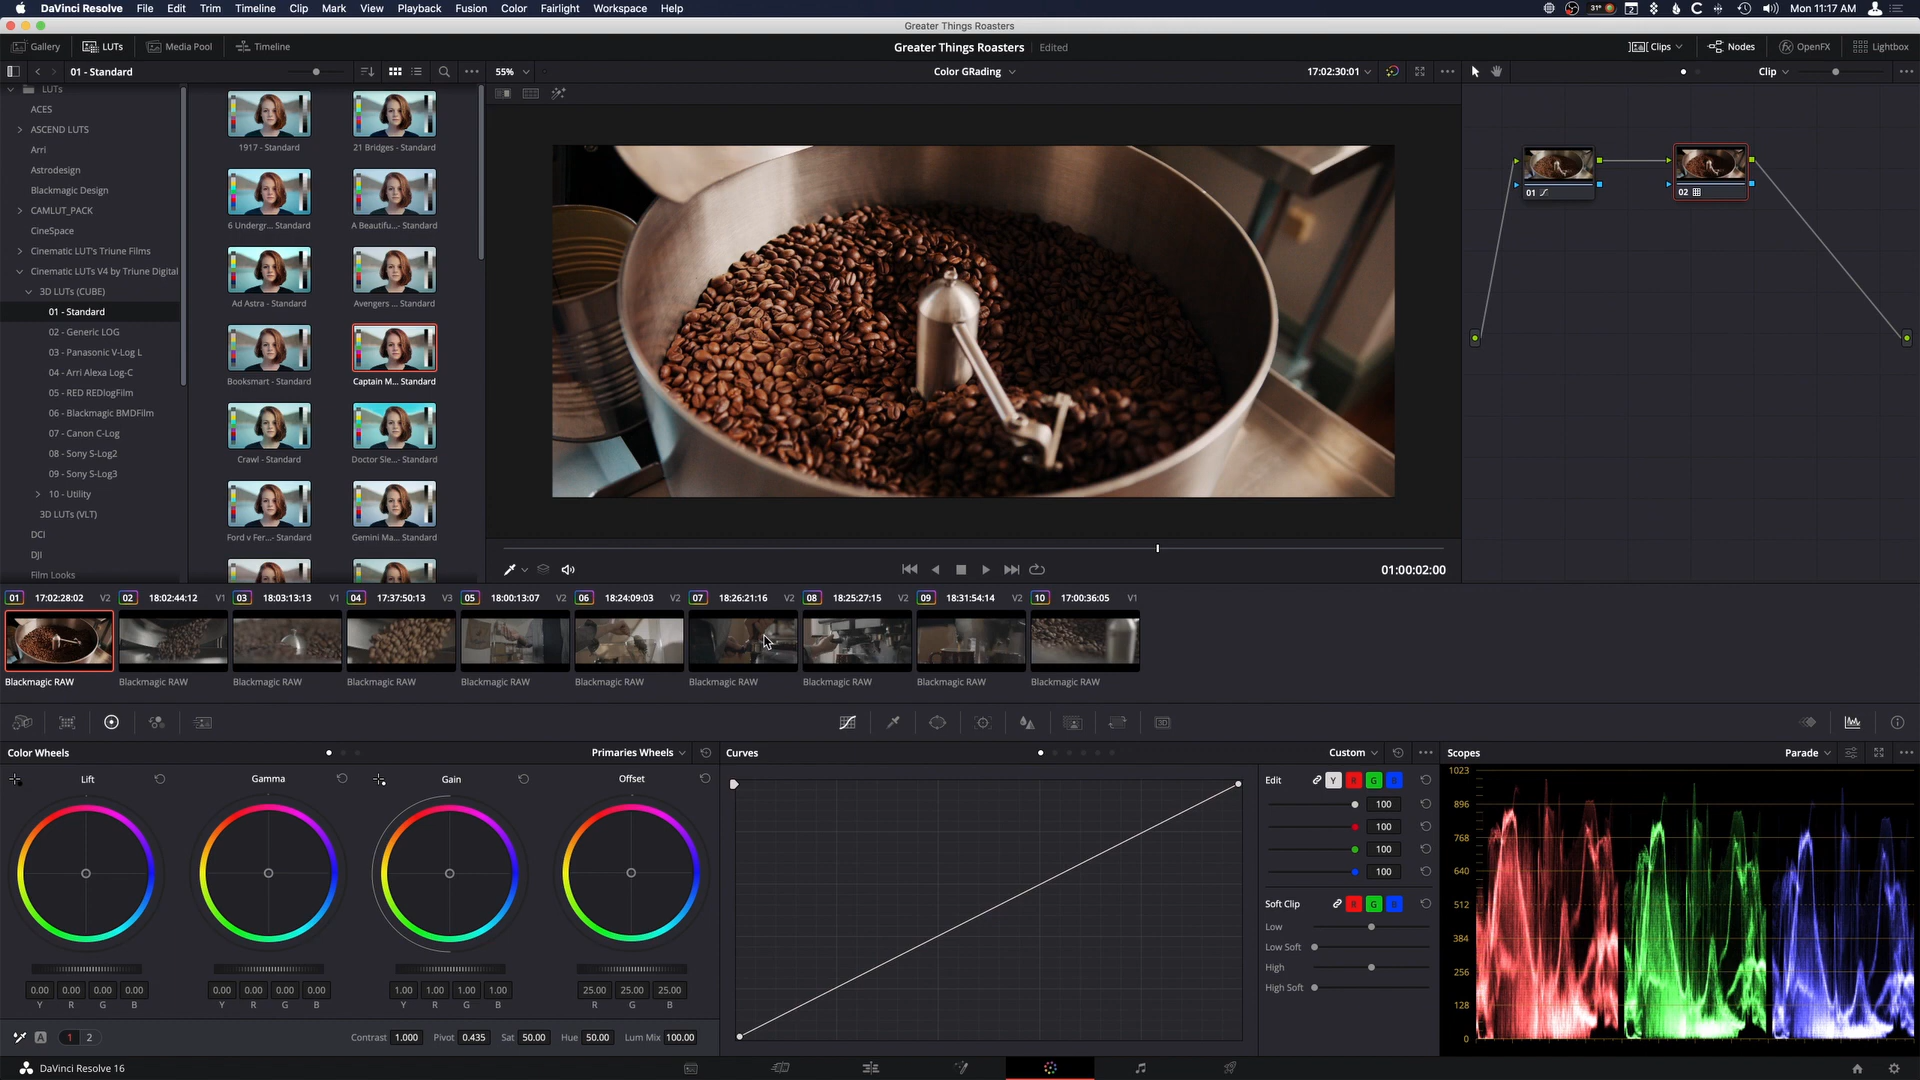 DaVinci Resolve File Edit Trim Timeline Clip Mark View Playback Fusion Color Fairlight Workspace Help 31° 2 Mon 11:17 AM
Greater Things Roasters
Gallery LUTs Media Pool Timeline Greater Things Roasters Edited Clips Nodes OpenFX Lightbox
01 - Standard 55% Color GRading 17:02:30:01 Clip
LUTs
ACES
ASCEND LUTS
Arri
Astrodesign
Blackmagic Design
CAMLUT_PACK
CineSpace
Cinematic LUT's Triune Films
Cinematic LUTs V4 by Triune Digital
3D LUTs (CUBE)
01 - Standard
02 - Generic LOG
03 - Panasonic V-Log L
04 - Arri Alexa Log-C
05 - RED REDlogFilm
06 - Blackmagic BMDFilm
07 - Canon C-Log
08 - Sony S-Log2
09 - Sony S-Log3
10 - Utility
3D LUTs (VLT)
DCI
DJI
Film Looks
1917 - Standard 21 Bridges - Standard
6 Undergr... Standard A Beautifu...- Standard
Ad Astra - Standard Avengers ... Standard
Booksmart - Standard Captain M... Standard
Crawl - Standard Doctor Sle...- Standard
Ford v Fer...- Standard Gemini Ma... Standard
01 02
01:00:02:00
01 17:02:28:02 V2 02 18:02:44:12 V1 03 18:03:13:13 V1 04 17:37:50:13 V3 05 18:00:13:07 V2 06 18:24:09:03 V2 07 18:26:21:16 V2 08 18:25:27:15 V2 09 18:31:54:14 V2 10 17:00:36:05 V1
Blackmagic RAW Blackmagic RAW Blackmagic RAW Blackmagic RAW Blackmagic RAW Blackmagic RAW Blackmagic RAW Blackmagic RAW Blackmagic RAW Blackmagic RAW
3D
Color Wheels Primaries Wheels
Lift Gamma Gain Offset
0.00 0.00 0.00 0.00 0.00 0.00 0.00 0.00 1.00 1.00 1.00 1.00 25.00 25.00 25.00
Y R G B Y R G B Y R G B R G B
A 1 2 Contrast 1.000 Pivot 0.435 Sat 50.00 Hue 50.00 Lum Mix 100.00
Curves Custom
Edit Y R G B
100
100
100
100
Soft Clip R G B
Low
Low Soft
High
High Soft
Scopes Parade
1023
896
768
640
512
384
256
128
0
DaVinci Resolve 16